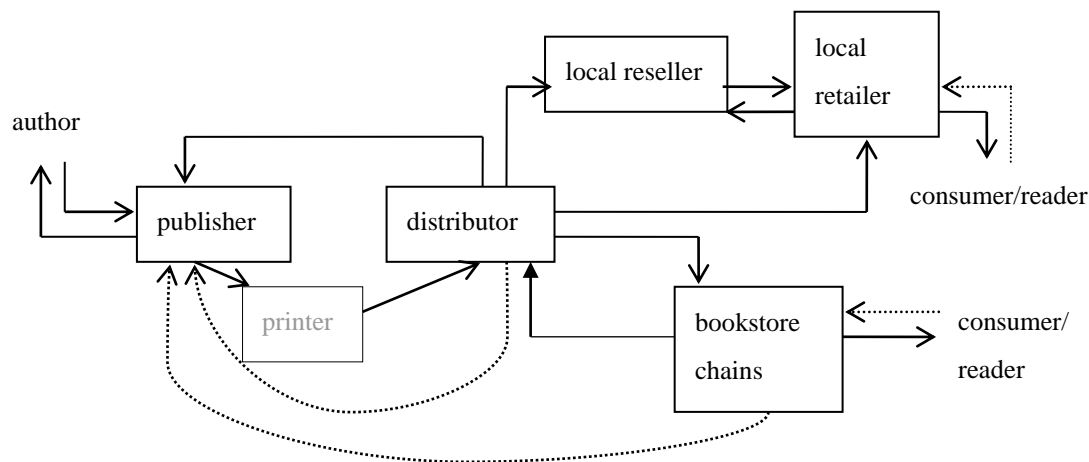 local
retailer
local reseller
author
consumer/reader
publisher
distributor
printer
bookstore
chains
consumer/
reader